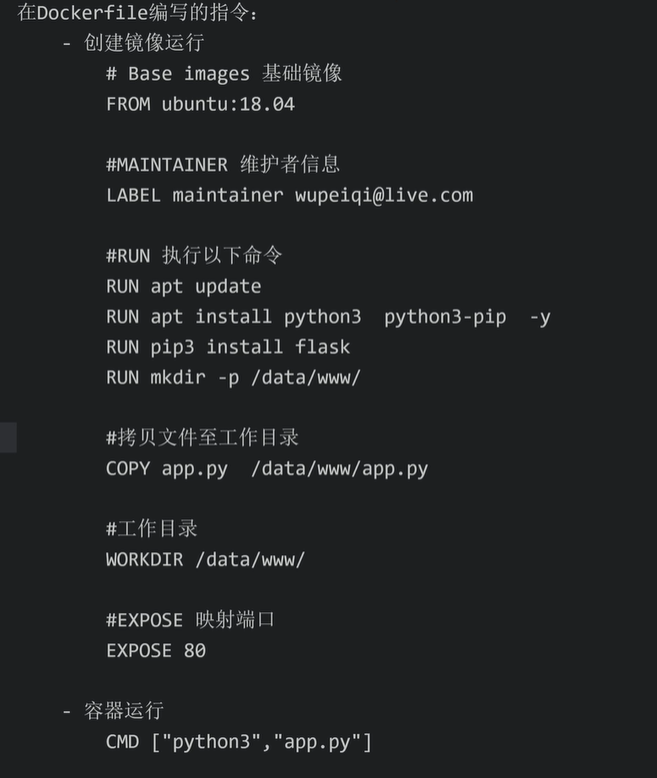 在Dockerfile编写的指令：
- 创建镜像运行
# Base images 基础镜像
FROM ubuntu:18.04
#MAINTAINER 维护者信息
LABEL maintainer wupeiqi@live.com
#RUN 执行以下命令
RUN apt update
RUN apt install python3  python3-pip  -y
RUN pip3 install flask
RUN mkdir -p /data/www/
#拷贝文件至工作目录
COPY app.py  /data/www/app.py
#工作目录
WORKDIR /data/www/
#EXPOSE 映射端口
EXPOSE 80
- 容器运行
CMD ["python3","app.py"]